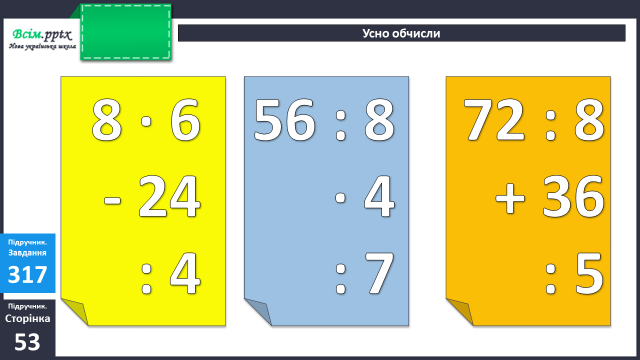 Всім.pptx
Нова українська школа
Усно обчисли
8 · 6
- 24
: 4
56 : 8
· 4
: 7
72 : 8
+ 36
: 5
Підручник.
Завдання
317
Підручник.
Сторінка
53